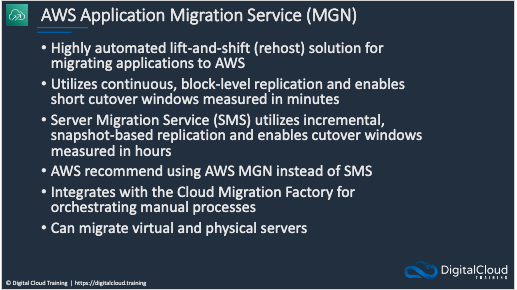 AWS Application Migration Service (MGN)
• Highly automated lift-and-shift (rehost) solution for
migrating applications to AWS
• Utilizes continuous, block-level replication and enables
short cutover windows measured in minutes
• Server Migration Service (SMS) utilizes incremental,
snapshot-based replication and enables cutover windows
measured in hours
• AWS recommend using AWS MGN instead of SMS
• Integrates with the Cloud Migration Factory for
orchestrating manual processes
• Can migrate virtual and physical servers
DigitalCloud
TRAINING
© Digital Cloud Training | https://digitalcloud.training